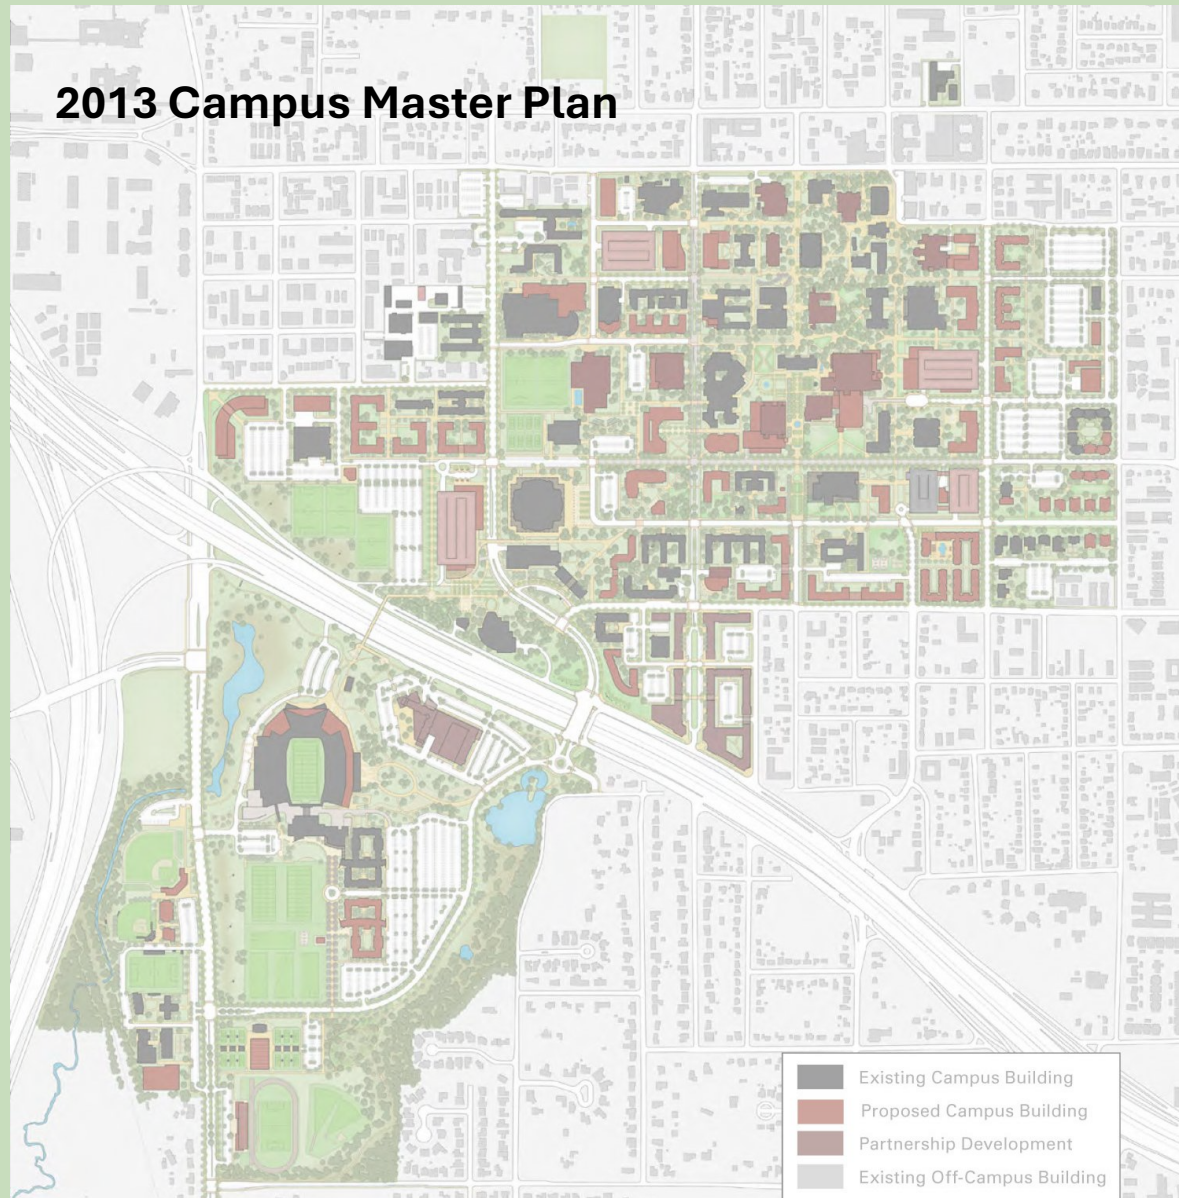 2013 Campus Master Plan
Existing Campus Building
Proposed Campus Building
Partnership Development
Existing Off-Campus Building